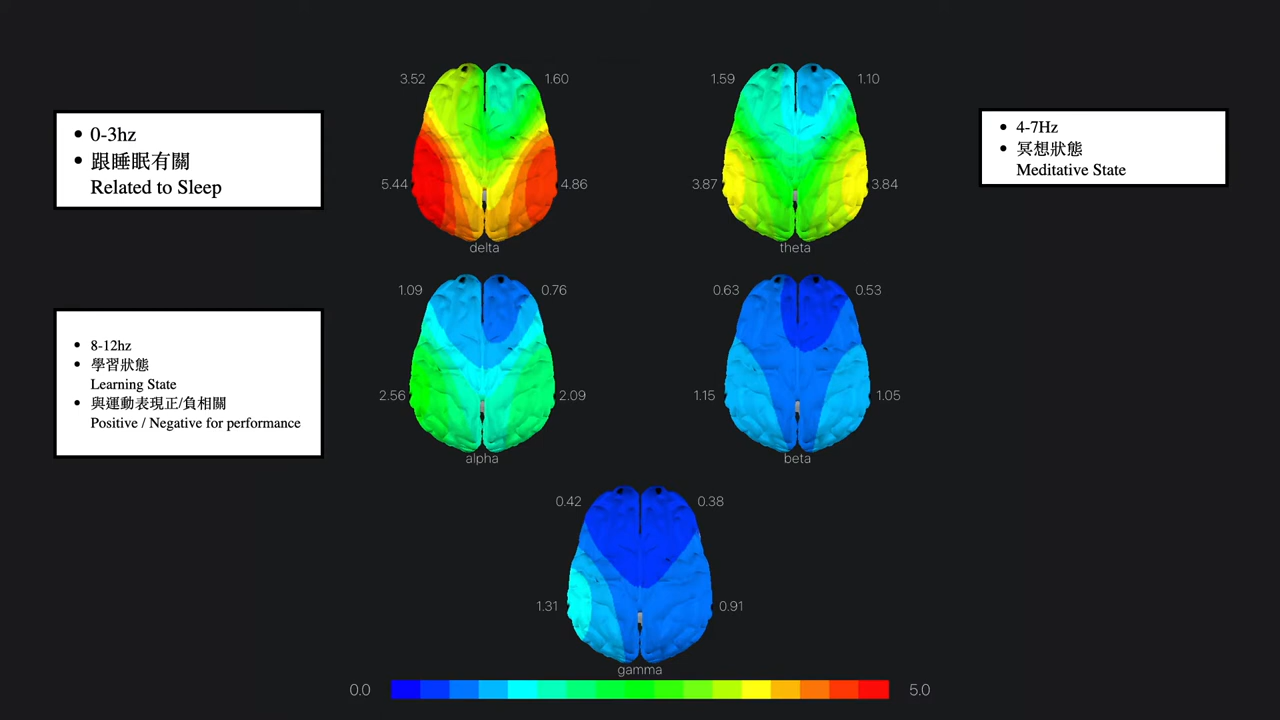 3.52
1.60
1.59
1.10
• 0-3hz
• 跟睡眠有關
Related to Sleep
• 4-7Hz
• 冥想狀態
Meditative State
5.44
4.86
3.87
3.84
delta
theta
1.09
0.76
0.63
0.53
• 8-12hz
• 學習狀態
Learning State
• 與運動表現正/負相關
Positive / Negative for performance
2.56
2.09
1.15
1.05
alpha
beta
0.42
0.38
1.31
0.91
gamma
0.0
5.0